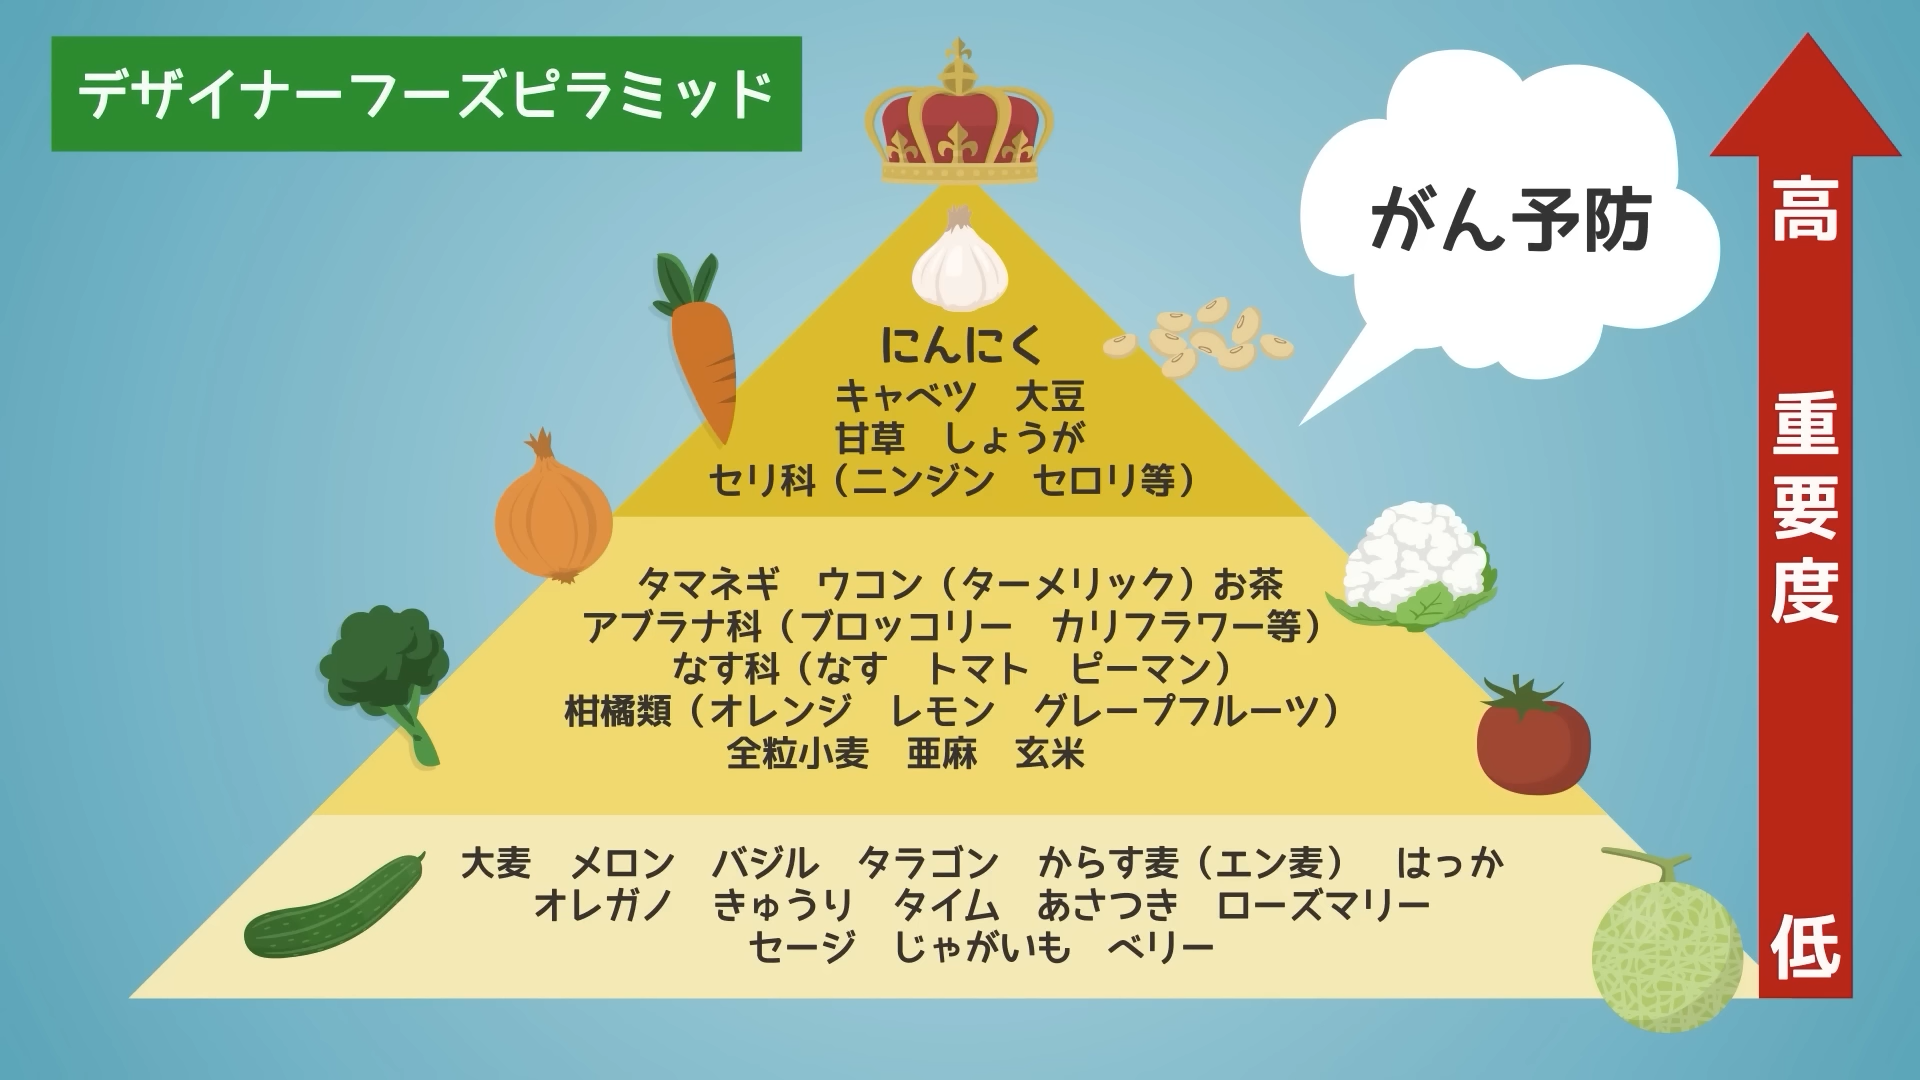 デザイナーフーズピラミッド
がん予防
にんにく
キャベツ　大豆
甘草　しょうが
セリ科（ニンジン　セロリ等）
タマネギ　ウコン（ターメリック）お茶
アブラナ科（ブロッコリー　カリフラワー等）
なす科（なす　トマト　ピーマン）
柑橘類（オレンジ　レモン　グレープフルーツ）
全粒小麦　亜麻　玄米
大麦　メロン　バジル　タラゴン　からす麦（エン麦）　はっか
オレガノ　きゅうり　タイム　あさつき　ローズマリー
セージ　じゃがいも　ベリー
高
重要度
低